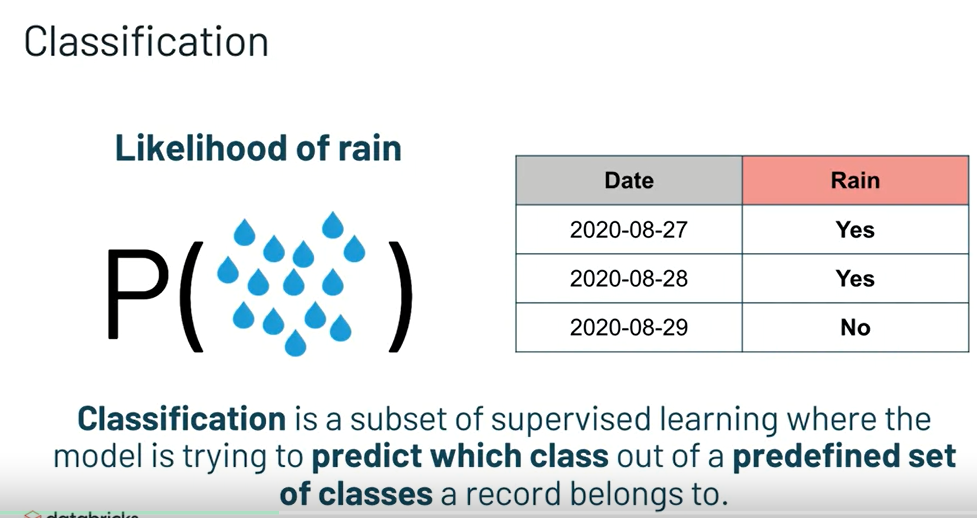 Classification
Likelihood of rain
P( )
Date Rain
2020-08-27 Yes
2020-08-28 Yes
2020-08-29 No
Classification is a subset of supervised learning where the
model is trying to predict which class out of a predefined set
of classes a record belongs to.
databricks